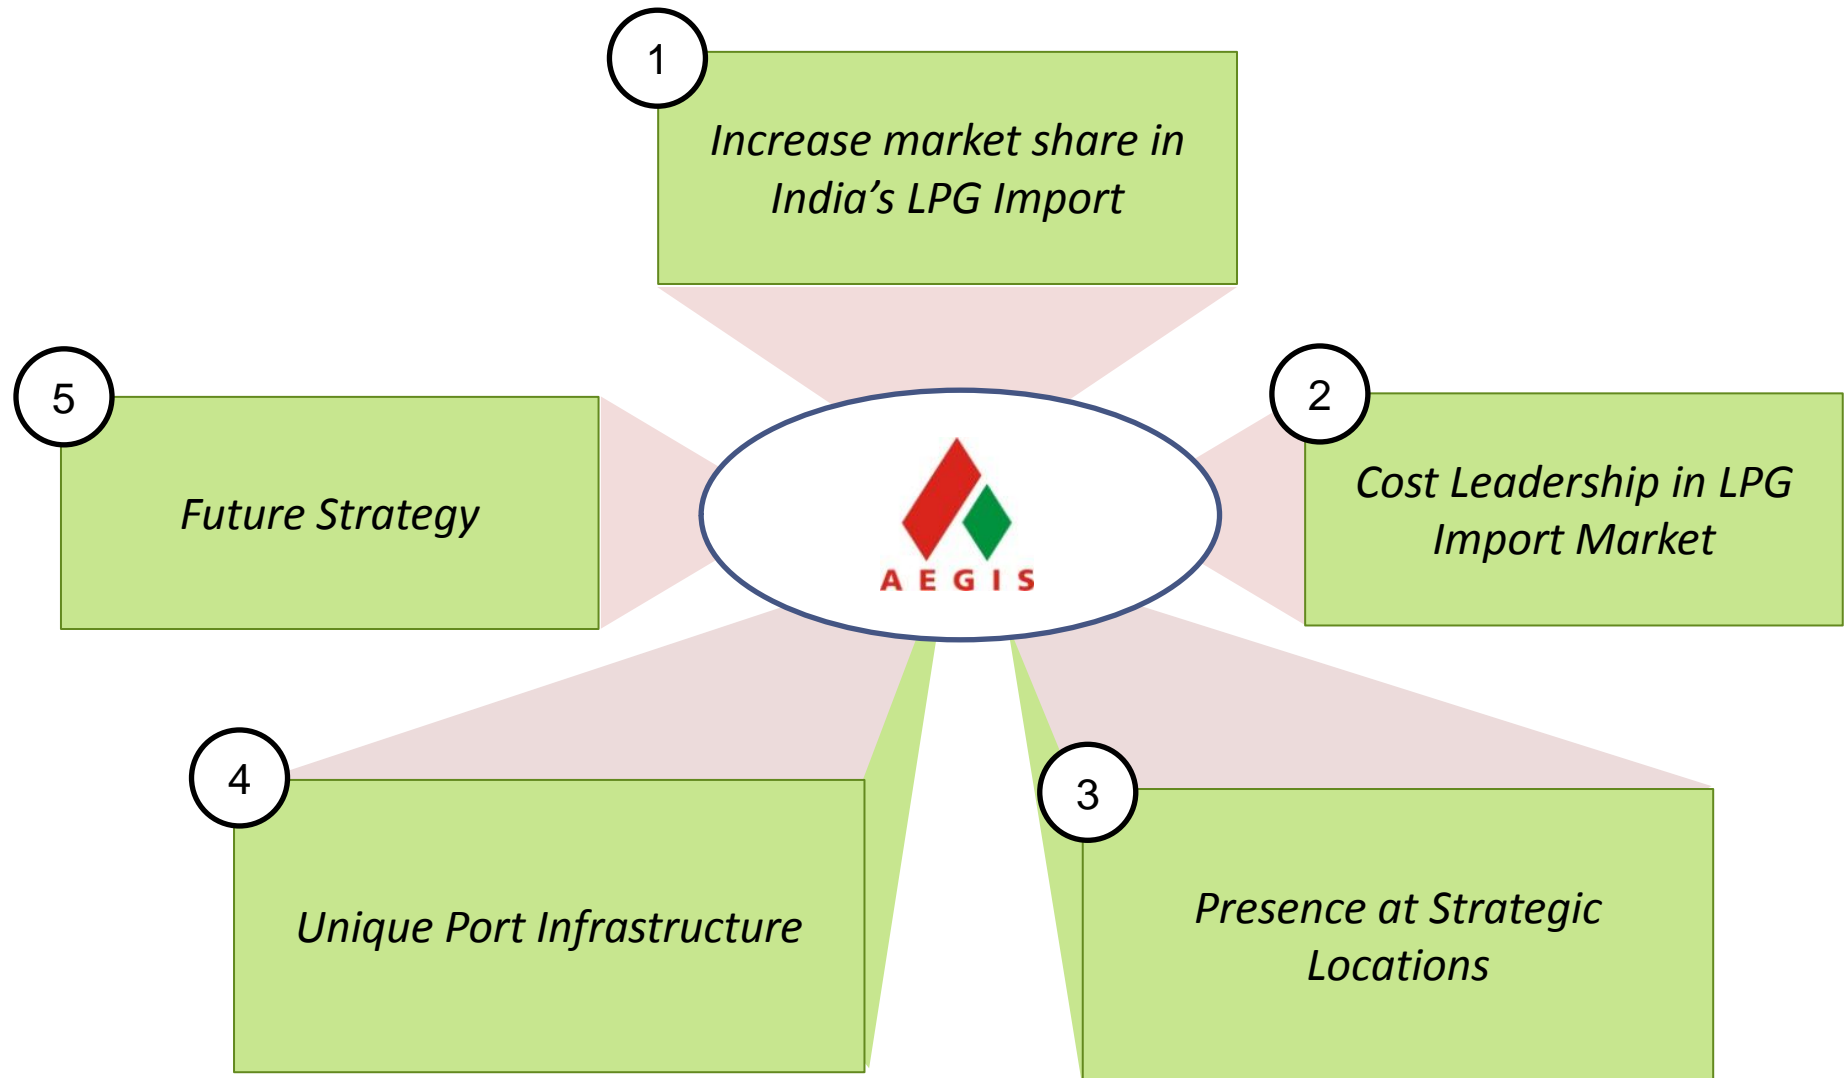 1
Increase market share in
India’s LPG Import
2
Cost Leadership in LPG
Import Market
3
Presence at Strategic
Locations
4
Unique Port Infrastructure
5
Future Strategy
AEGIS